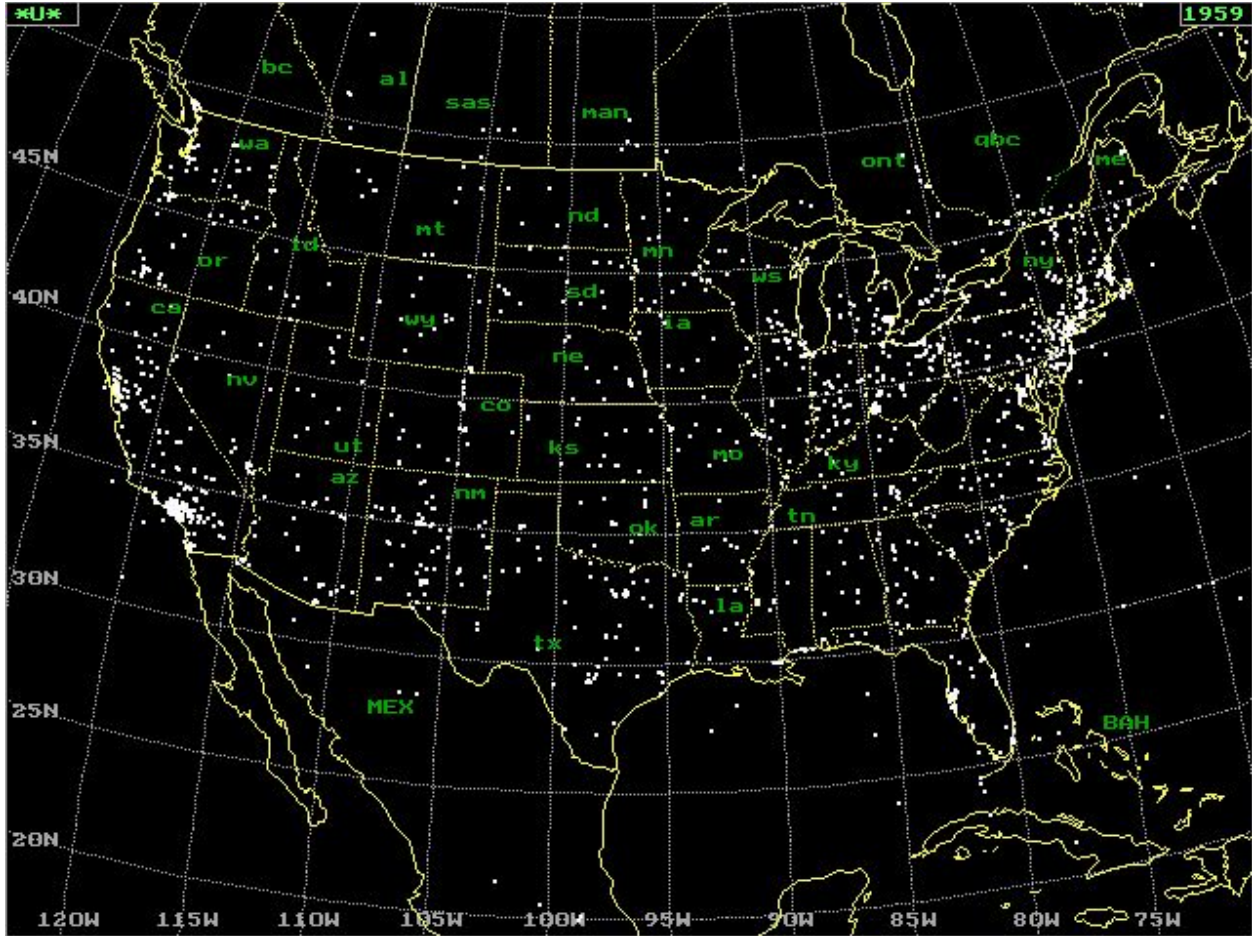 *U* 1959
bc
al
sas
man
wa
ont
qbc
me
45N
nd
mt
mn
id
or
ny
ws
sd
40N
ca
wy
ia
ne
nv
co
35N
ut
ks
mo
ky
az
nm
ok
ar
tn
30N
la
tx
25N
MEX
BAH
20N
120W 115W 110W 105W 100W 95W 90W 85W 80W 75W